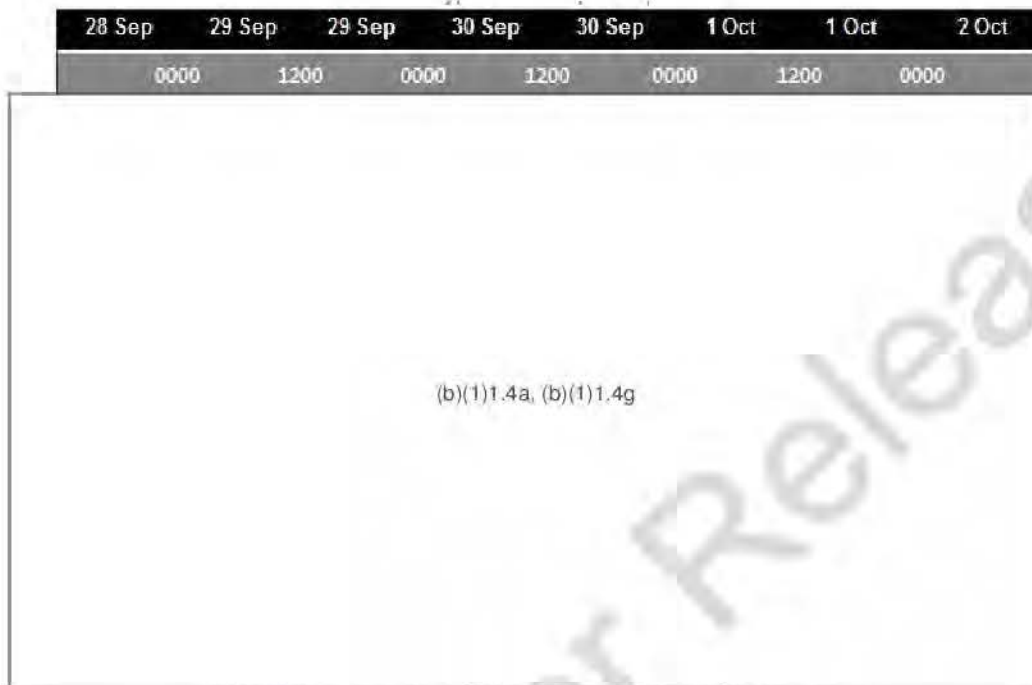 28 Sep 29 Sep 29 Sep 30 Sep 30 Sep 1 Oct 1 Oct 2 Oct
0000 1200 0000 1200 0000 1200 0000
(b)(1)1.4a, (b)(1)1.4g
Release